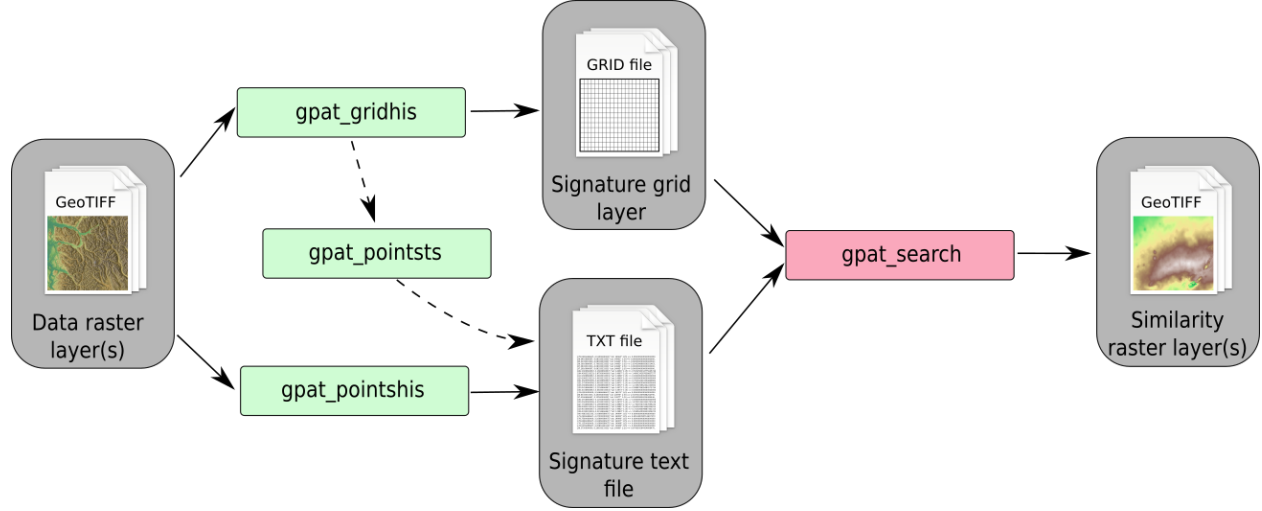 GeoTIFF
Data raster
layer(s)
gpat_gridhis
gpat_pointsts
gpat_pointshis
GRID file
Signature grid
layer
TXT file
Signature text
file
gpat_search
GeoTIFF
Similarity
raster layer(s)